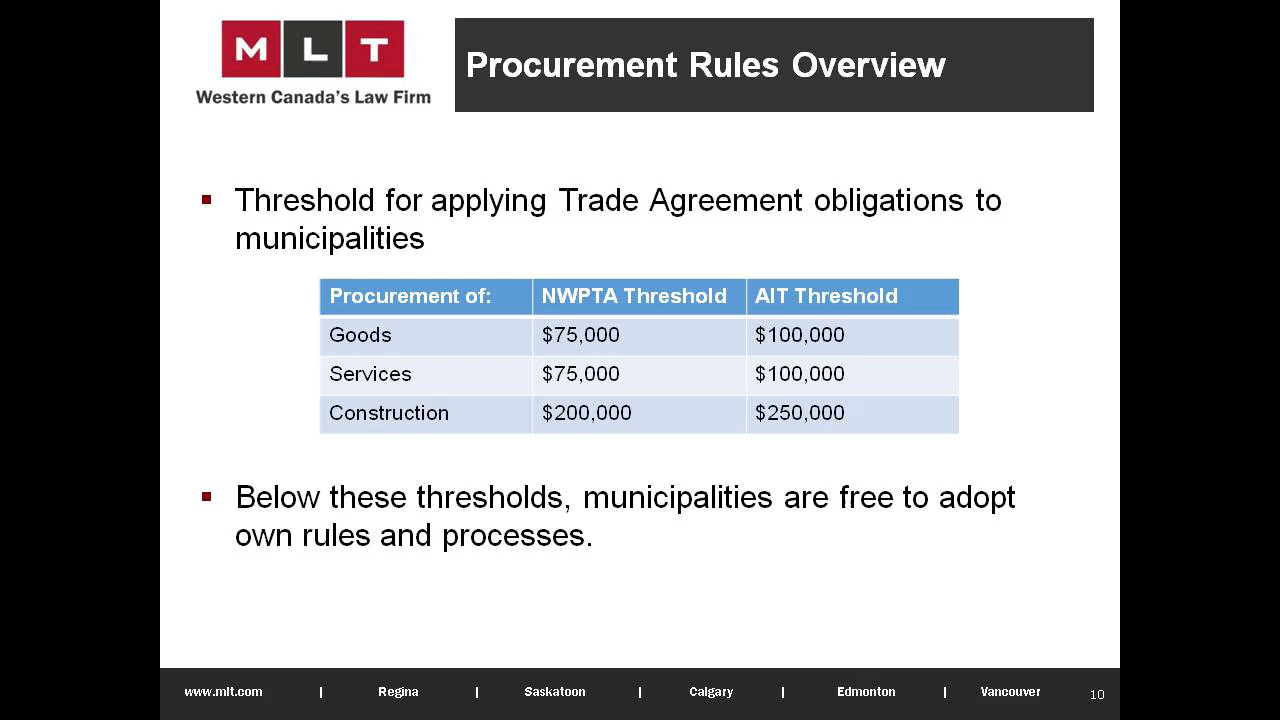 MLT
Western Canada's Law Firm
Procurement Rules Overview
Threshold for applying Trade Agreement obligations to
municipalities
Procurement of: NWPTA Threshold AIT Threshold
Goods $75,000 $100,000
Services $75,000 $100,000
Construction $200,000 $250,000
Below these thresholds, municipalities are free to adopt
own rules and processes.
www.mlt.com | Regina | Saskatoon | Calgary | Edmonton | Vancouver 10